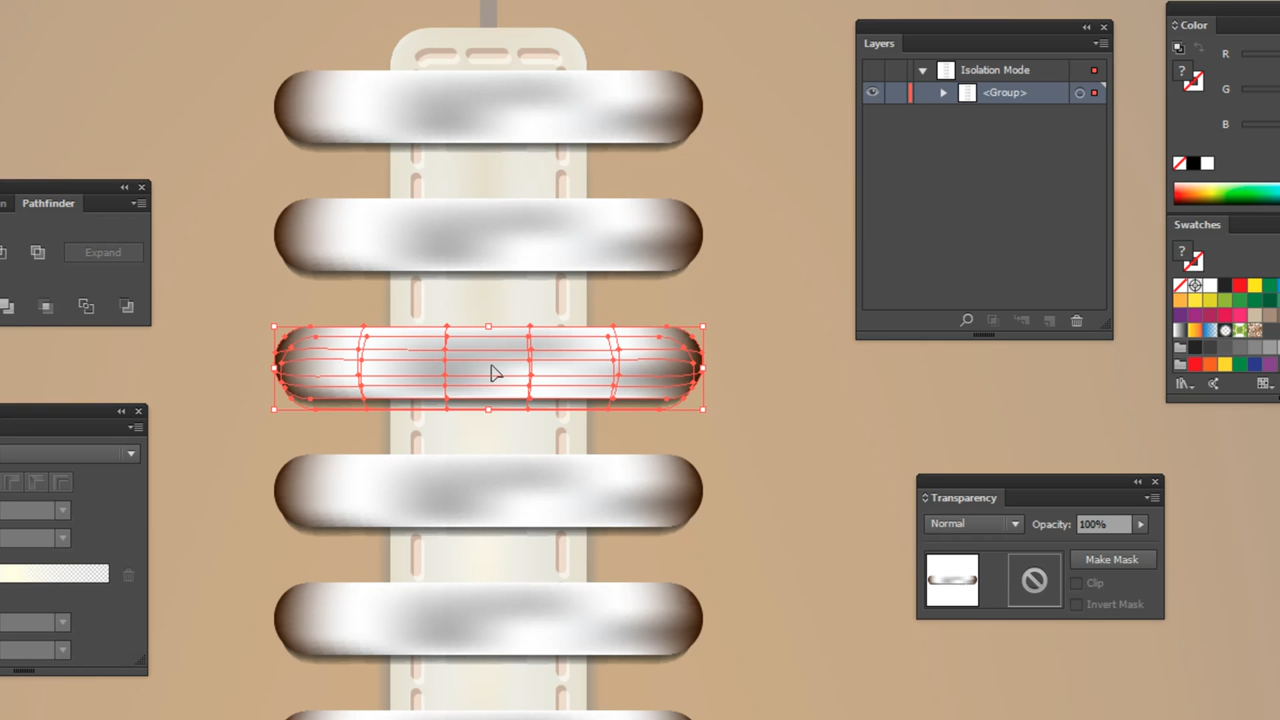 Color
Layers
R
Isolation Mode
?
G
<Group>
B
n
Pathfinder
Expand
Swatches
?
Transparency
Normal
Opacity:
100%
Make Mask
Clip
Invert Mask